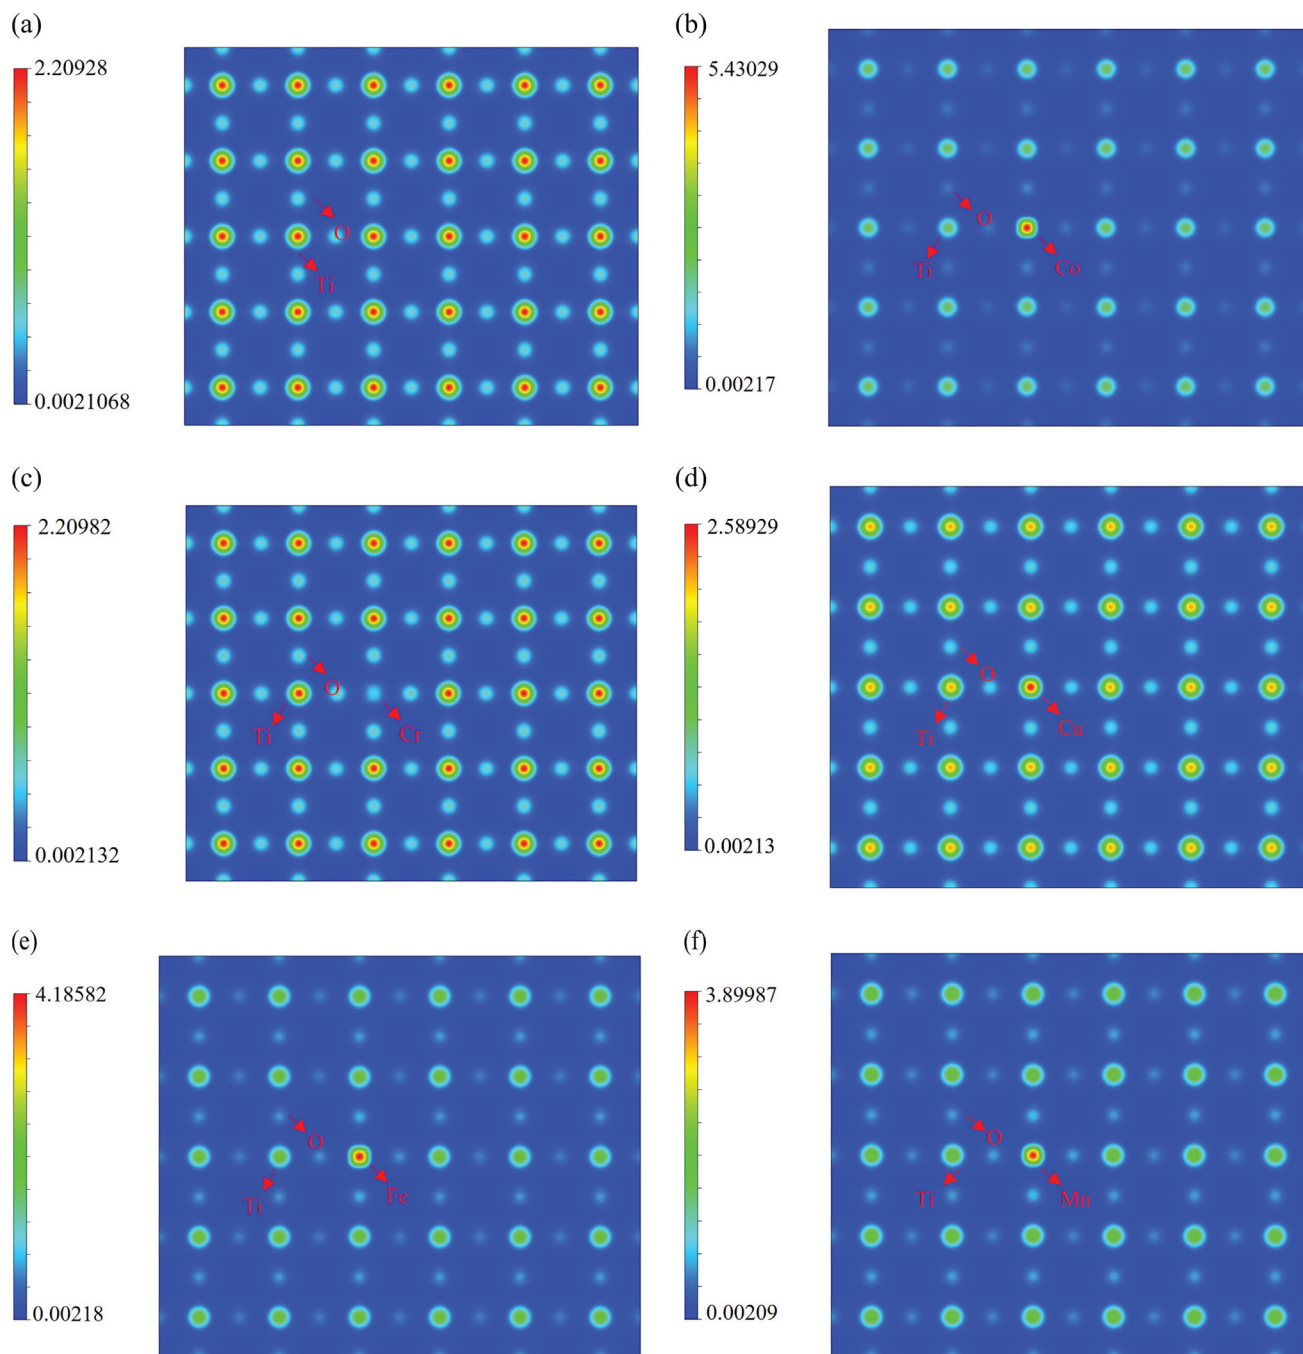 (a)
2.20928
O
Ti
0.0021068
(b)
5.43029
O
Ti
Co
0.00217
(c)
2.20982
O
Ti
Cr
0.002132
(d)
2.58929
O
Ti
Cu
0.00213
(e)
4.18582
O
Ti
Fe
0.00218
(f)
3.89987
O
Ti
Mn
0.00209